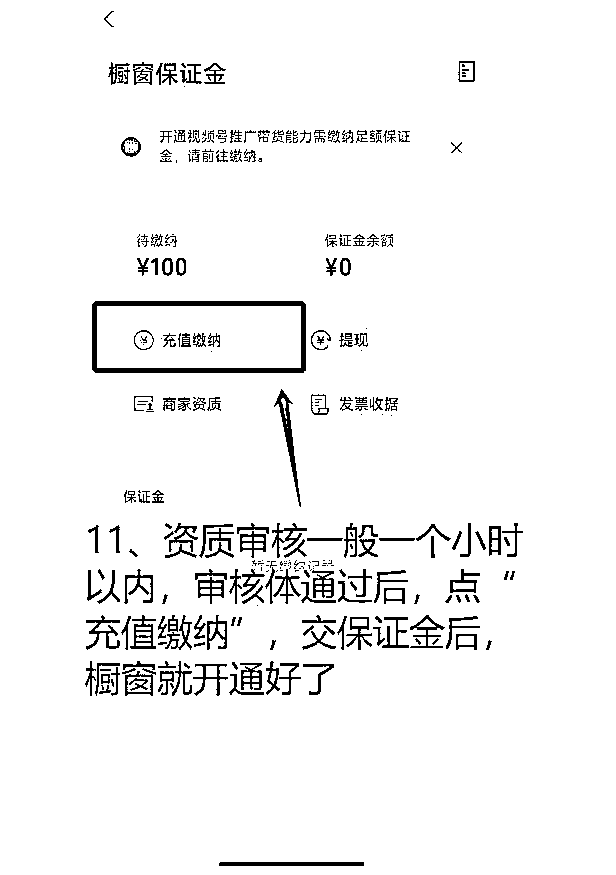 橱窗保证金
开通视频号推广带货能力需缴纳足额保证
金，请前往缴纳。
待缴纳
保证金余额
¥100
¥0
充值缴纳
提现
商家资质
发票收据
保证金
暂无缴纳记录
11、资质审核一般一个小时
以内，审核体通过后，点“
充值缴纳”，交保证金后，
橱窗就开通好了